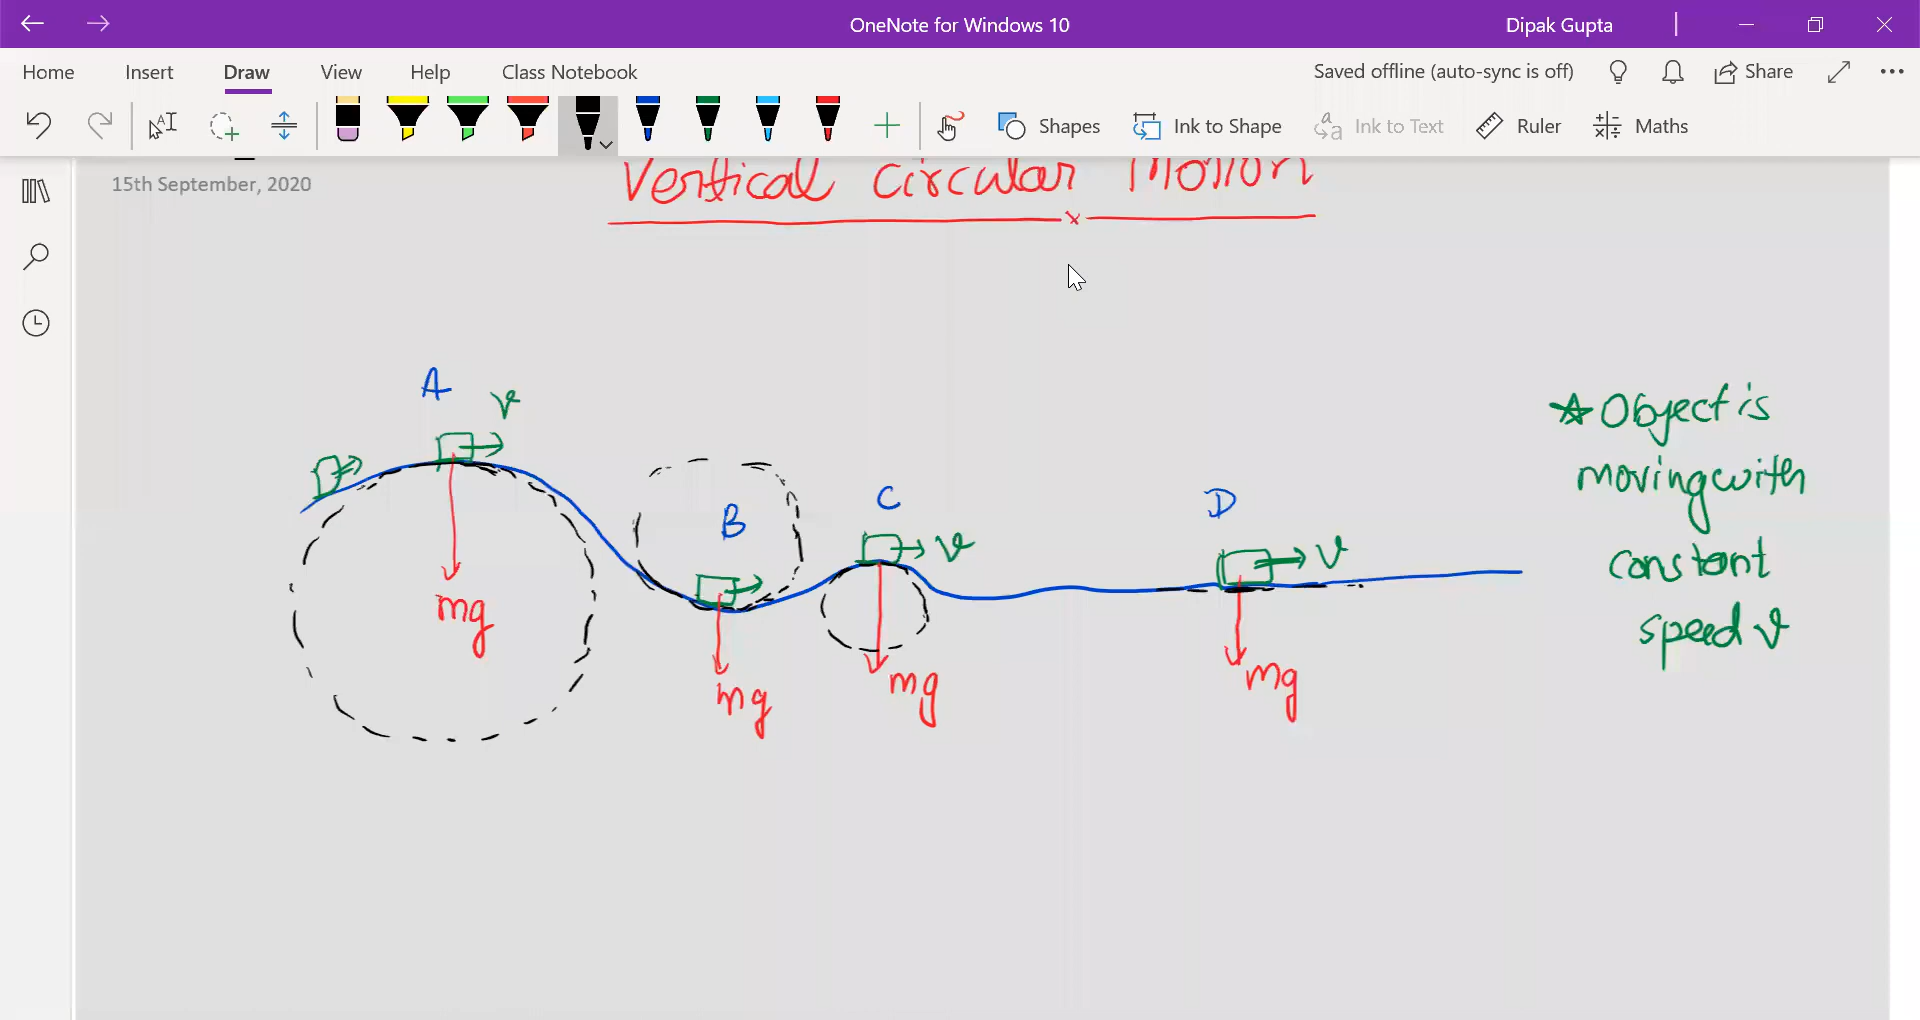 OneNote for Windows 10
Dipak Gupta
Home Insert Draw View Help Class Notebook
Saved offline (auto-sync is off) Share
Shapes Ink to Shape Ink to Text Ruler Maths
15th September, 2020
Vertical Circular Motion
A
v
mg
B
mg
C
v
mg
D
v
mg
Object is
moving with
constant
speed v